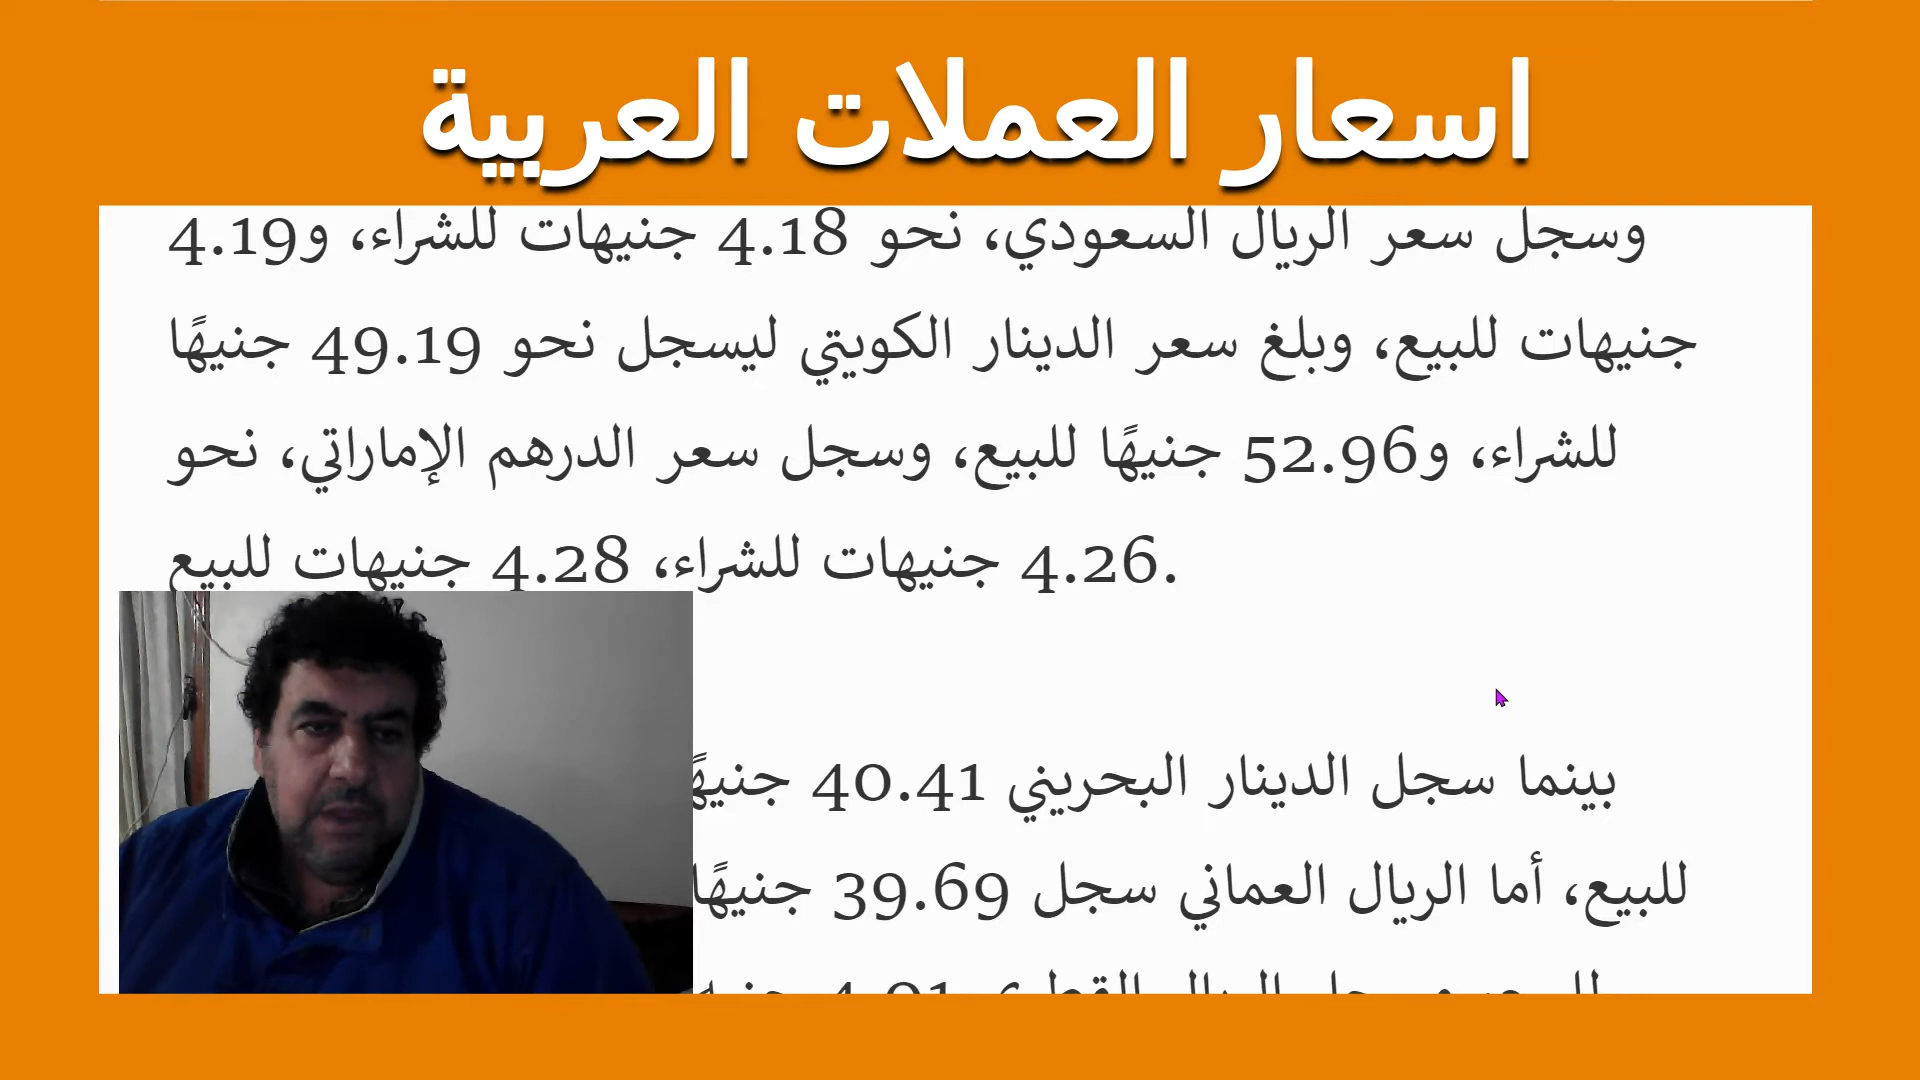 اسعار العملات العربية
وسجل سعر الريال السعودي، نحو 4.18 جنيهات للشراء، و4.19
جنيهات للبيع، وبلغ سعر الدينار الكويتي ليسجل نحو 49.19 جنيهًا
للشراء، و52.96 جنيهًا للبيع، وسجل سعر الدرهم الإماراتي، نحو
4.26 جنيهات للشراء، 4.28 جنيهات للبيع.
بينما سجل الدينار البحريني 40.41
للبيع، أما الريال العماني سجل 39.69 جنيهًا